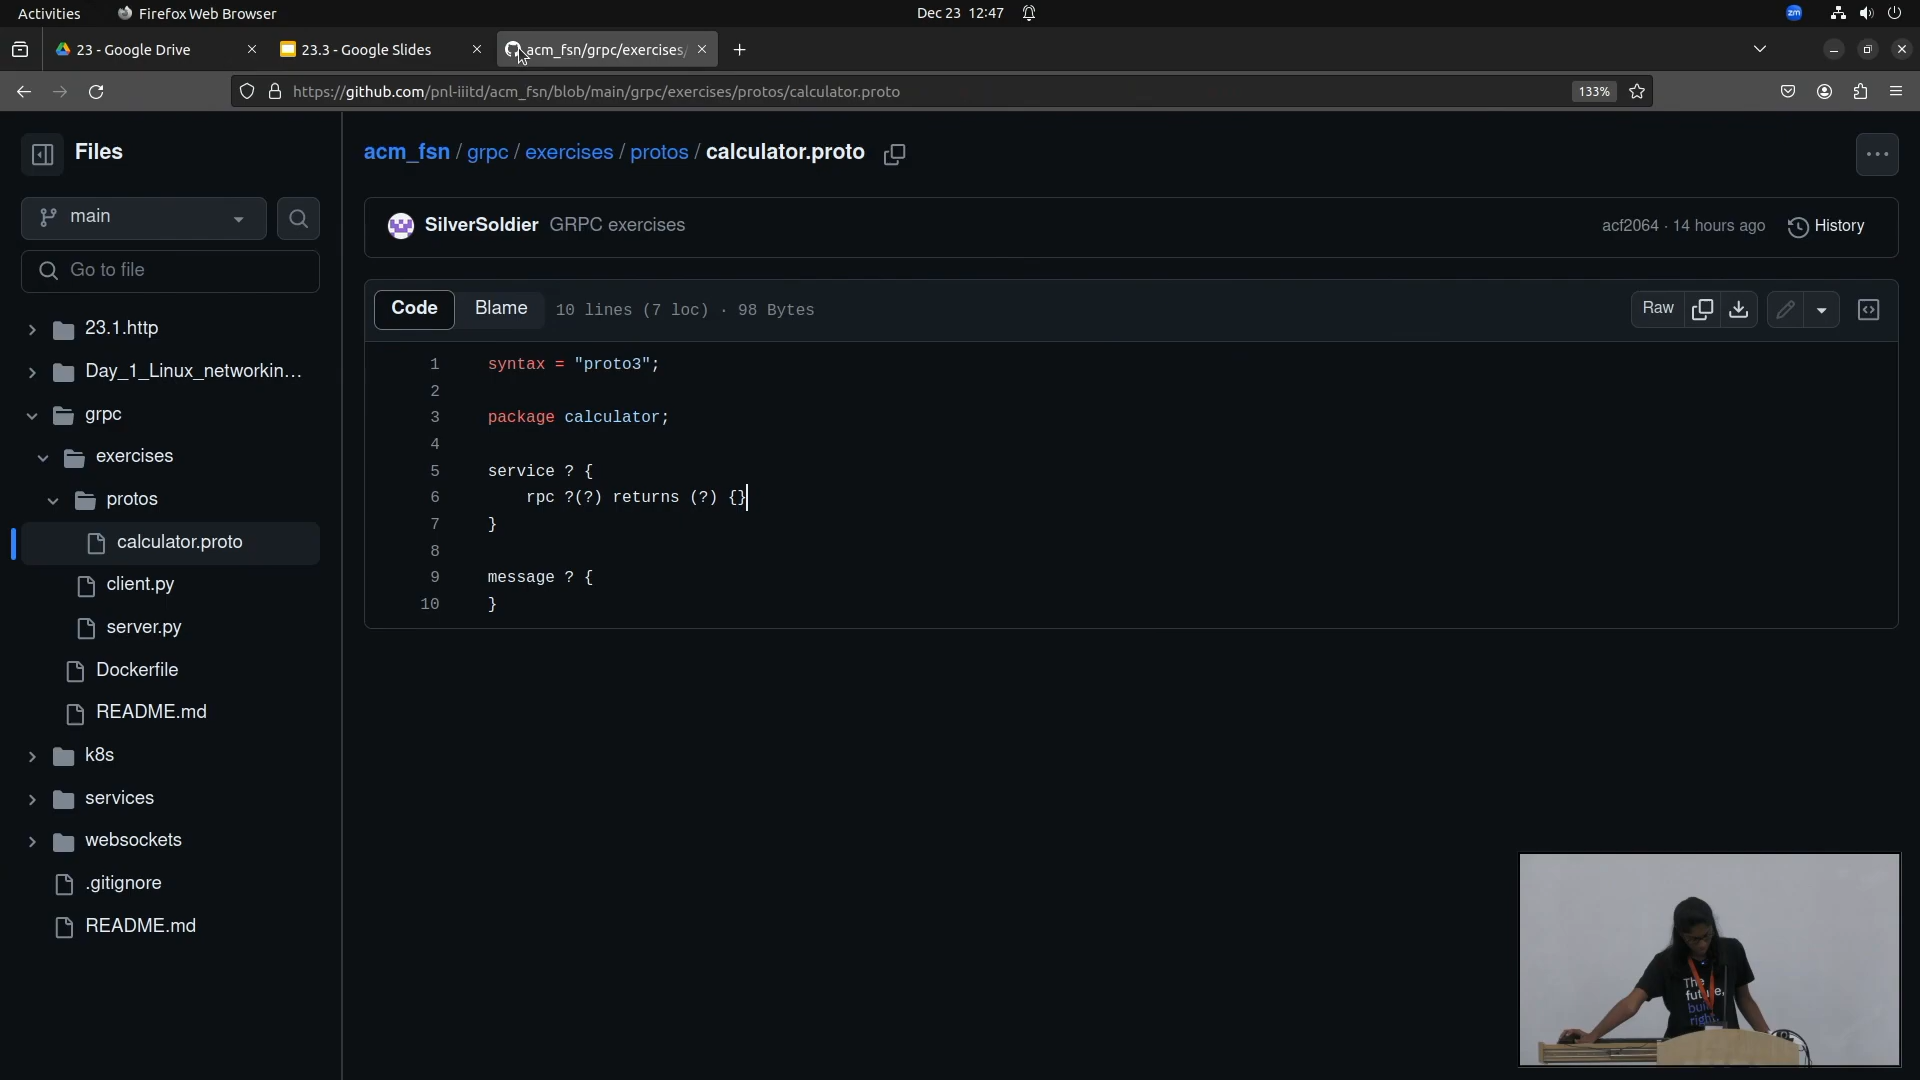 Activities
Firefox Web Browser
Dec 23 12:47
zm
23 - Google Drive
23.3 - Google Slides
acm_fsn/grpc/exercises/
https://github.com/pnl-iiitd/acm_fsn/blob/main/grpc/exercises/protos/calculator.proto
133%
Files
main
Go to file
23.1.http
Day_1_Linux_networkin...
grpc
exercises
protos
calculator.proto
client.py
server.py
Dockerfile
README.md
k8s
services
websockets
.gitignore
README.md
acm_fsn / grpc / exercises / protos / calculator.proto
SilverSoldier GRPC exercises
acf2064 · 14 hours ago
History
Code
Blame
10 lines (7 loc) · 98 Bytes
Raw
1 syntax = "proto3";
2
3 package calculator;
4
5 service ? {
6 rpc ?(?) returns (?) {}
7 }
8
9 message ? {
10 }
The
future,
right.